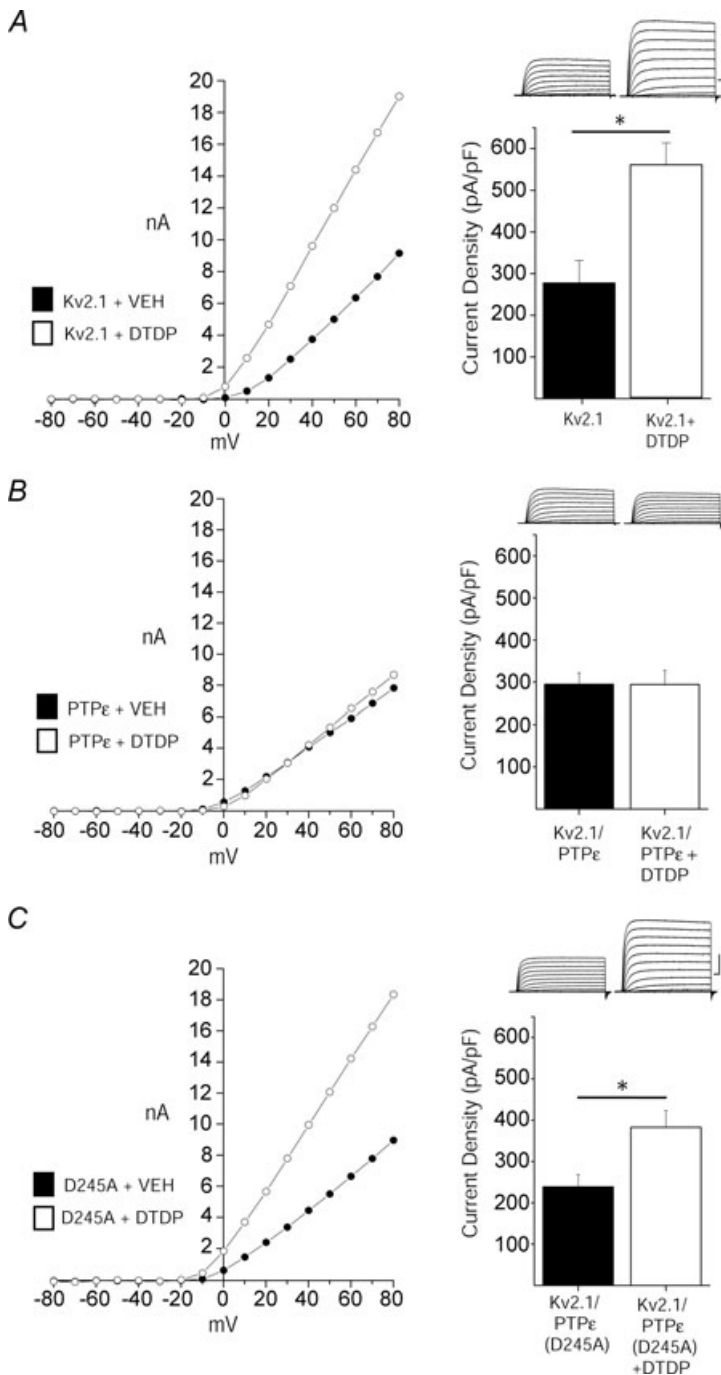 A
20
18
16
14
12
nA
10
8
6
4
2
Kv2.1 + VEH
Kv2.1 + DTDP
-80 -60 -40 -20 0 20 40 60 80
mV
Current Density (pA/pF)
600
500
400
300
200
100
*
Kv2.1
Kv2.1+
DTDP
B
20
18
16
14
12
nA
10
8
6
4
2
PTPε + VEH
PTPε + DTDP
-80 -60 -40 -20 0 20 40 60 80
mV
Current Density (pA/pF)
600
500
400
300
200
100
Kv2.1/
PTPε
Kv2.1/
PTPε +
DTDP
C
20
18
16
14
12
nA
10
8
6
4
2
D245A + VEH
D245A + DTDP
-80 -60 -40 -20 0 20 40 60 80
mV
Current Density (pA/pF)
600
500
400
300
200
100
*
Kv2.1/
PTPε
(D245A)
Kv2.1/
PTPε
(D245A)
+DTDP